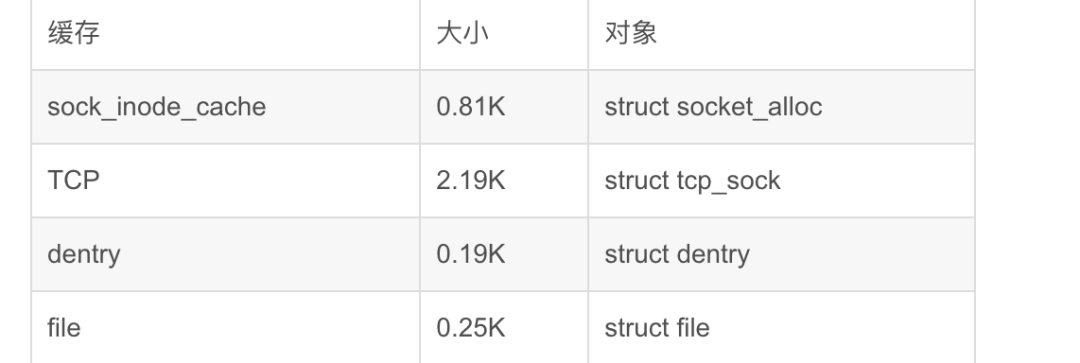 缓存 大小 对象
sock_inode_cache 0.81K struct socket_alloc
TCP 2.19K struct tcp_sock
dentry 0.19K struct dentry
file 0.25K struct file